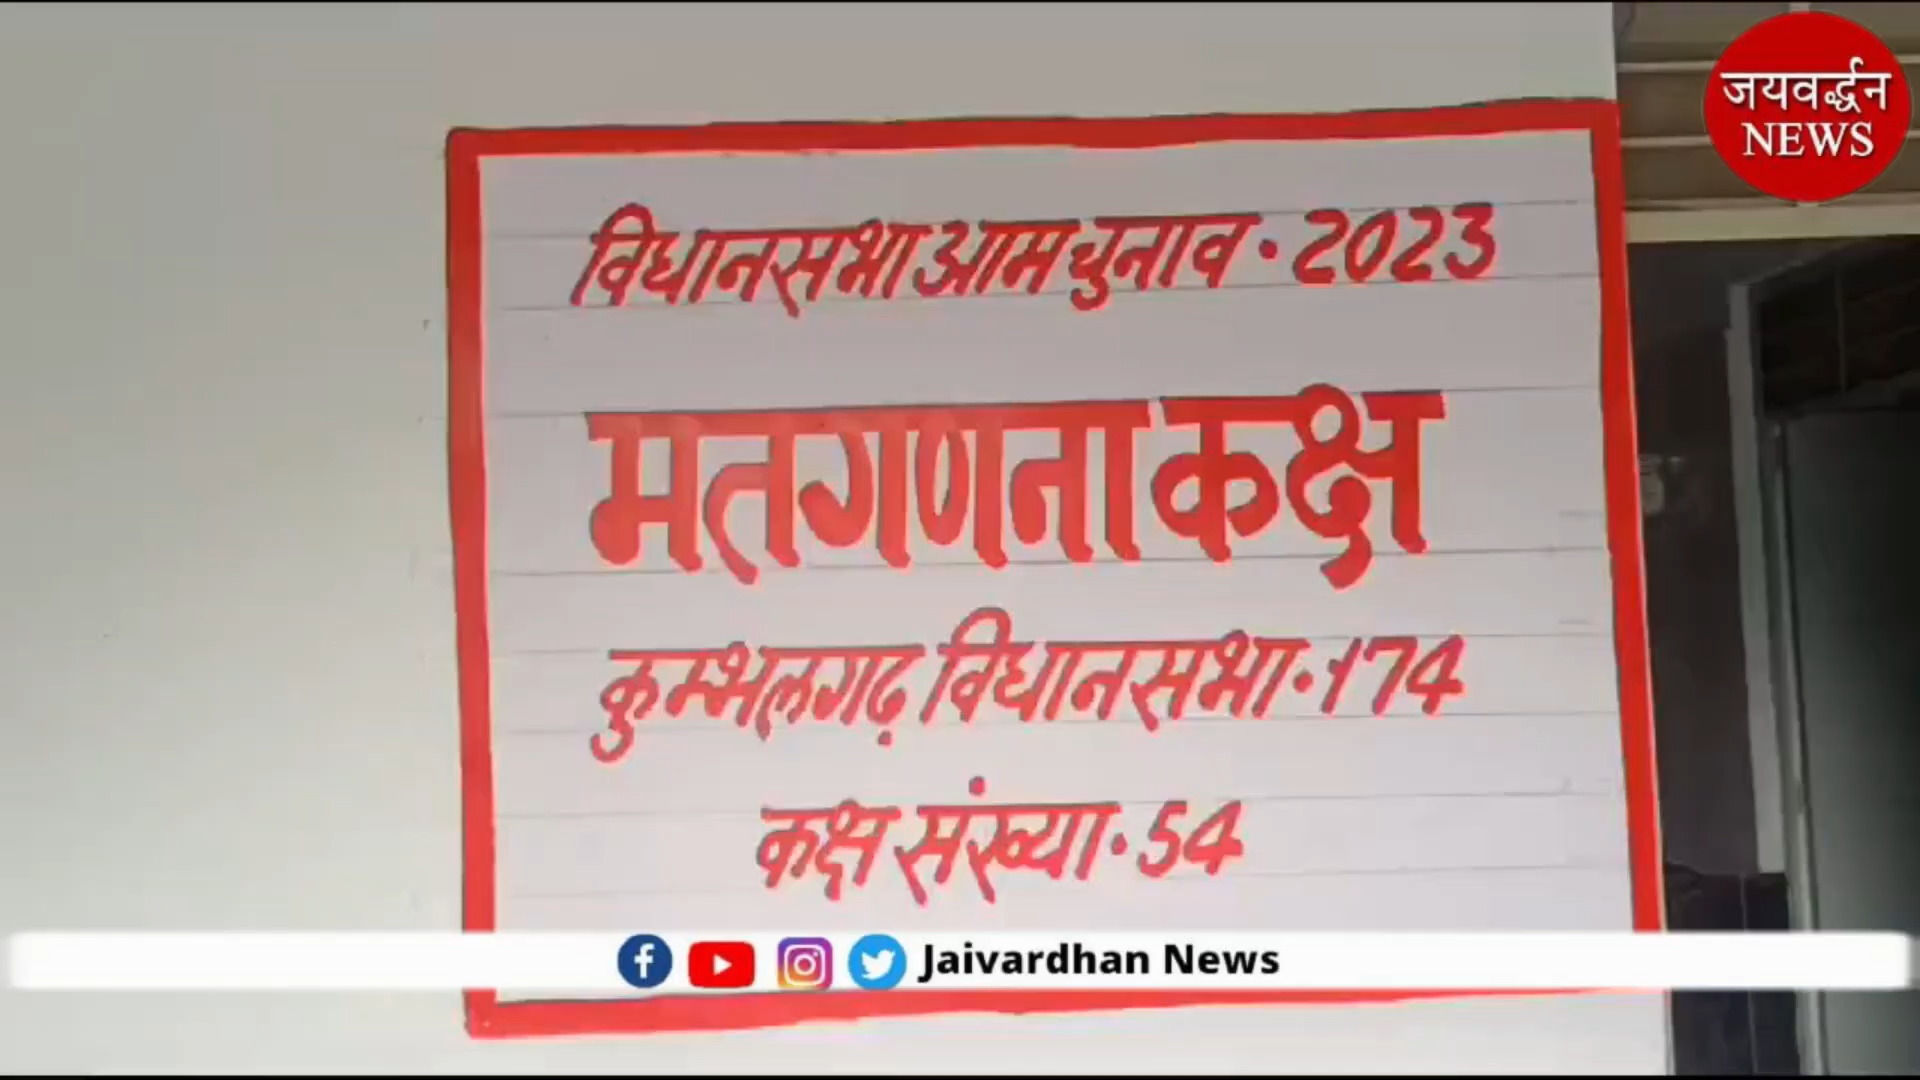 जयवर्द्धन
NEWS
विधानसभा आम चुनाव · 2023
मतगणना कक्ष
कुम्भलगढ़ विधानसभा · 174
कक्ष संख्या · 54
Jaivardhan News